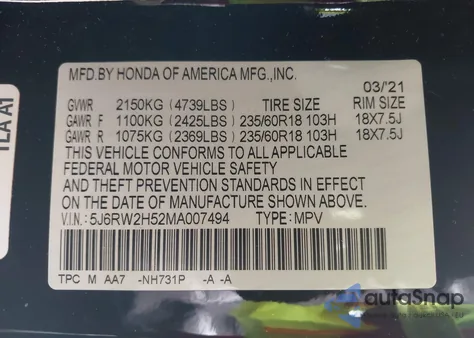 MFD.BY HONDA OF AMERICA MFG.,INC.
03/'21
GVWR 2150KG (4739LBS) TIRE SIZE RIM SIZE
GAWR F 1100KG (2425LBS) 235/60R18 103H 18X7.5J
GAWR R 1075KG (2369LBS) 235/60R18 103H 18X7.5J
THIS VEHICLE CONFORMS TO ALL APPLICABLE
FEDERAL MOTOR VEHICLE SAFETY
AND THEFT PREVENTION STANDARDS IN EFFECT
ON THE DATE OF MANUFACTURE SHOWN ABOVE.
V.I.N: 5J6RW2H52MA007494 TYPE: MPV
TPC M AA7 -NH731P -A -A
1LA A1
autoSnap